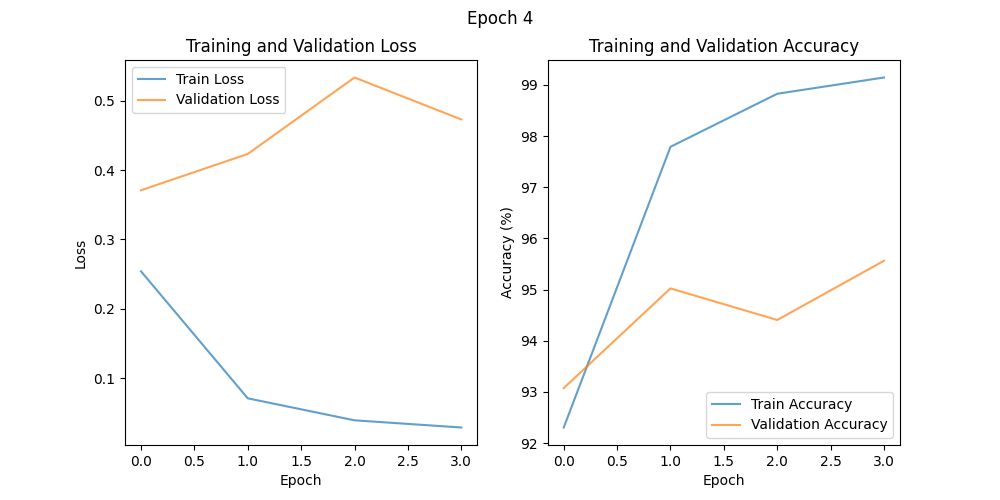 Epoch 4
Training and Validation Loss
Train Loss
Validation Loss
0.5
0.4
0.3
0.2
0.1
Loss
0.0 0.5 1.0 1.5 2.0 2.5 3.0
Epoch
Training and Validation Accuracy
99
98
97
96
95
94
93
92
Accuracy (%)
Train Accuracy
Validation Accuracy
0.0 0.5 1.0 1.5 2.0 2.5 3.0
Epoch